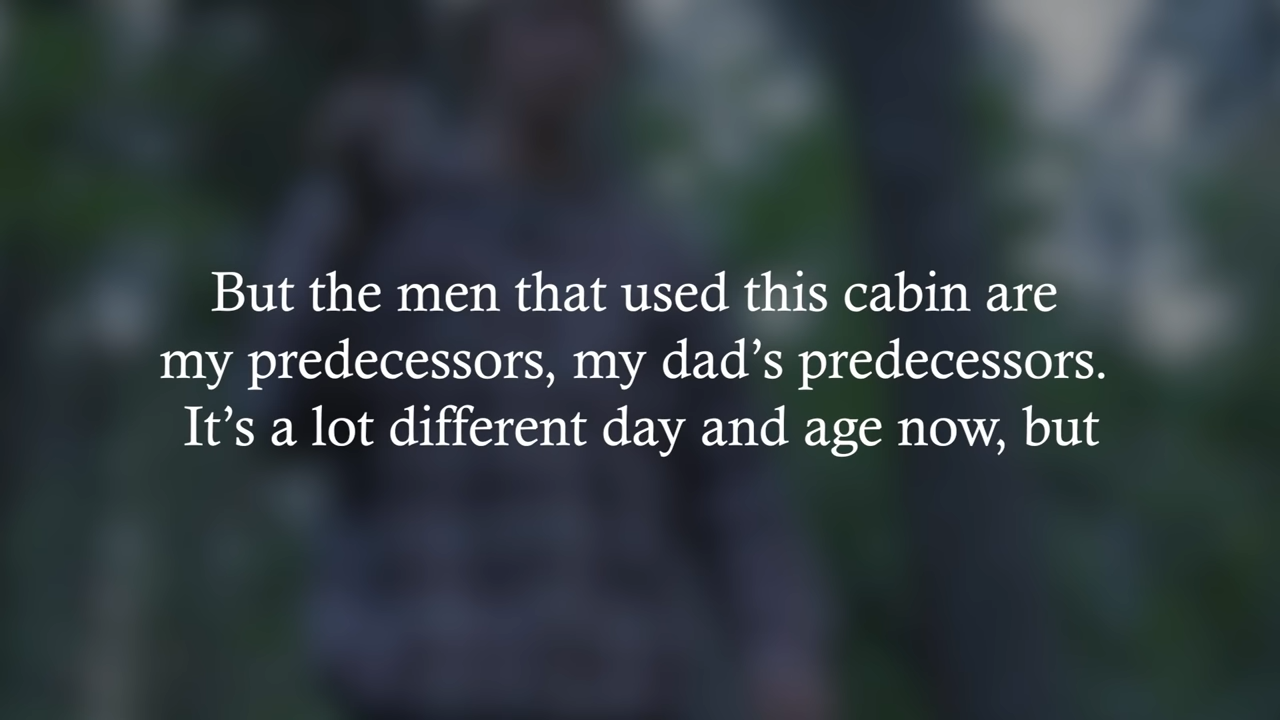 But the men that used this cabin are
my predecessors, my dad’s predecessors.
It’s a lot different day and age now, but